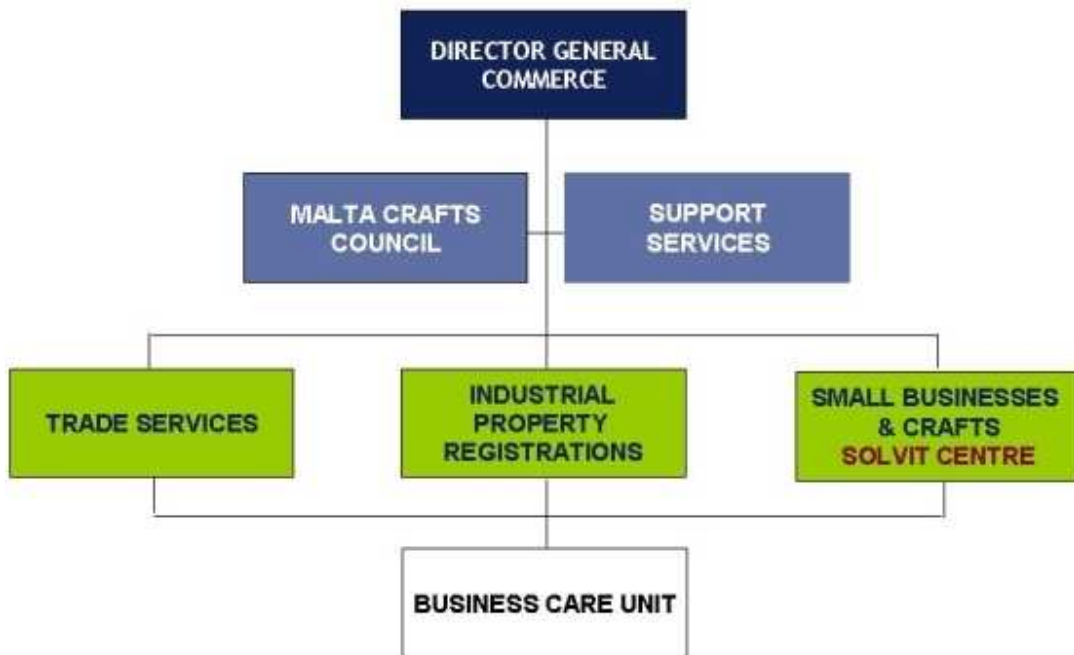 DIRECTOR GENERAL
COMMERCE
MALTA CRAFTS
COUNCIL
SUPPORT
SERVICES
TRADE SERVICES
INDUSTRIAL
PROPERTY
REGISTRATIONS
SMALL BUSINESSES
& CRAFTS
SOLVIT CENTRE
BUSINESS CARE UNIT